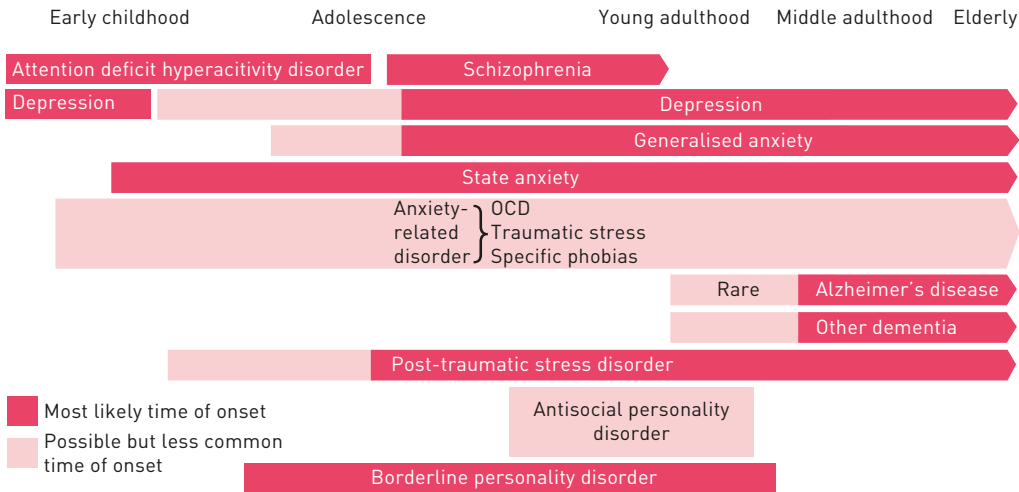 Early childhood Adolescence Young adulthood Middle adulthood Elderly
Attention deficit hyperacitivity disorder Schizophrenia
Depression Depression
Generalised anxiety
State anxiety
Anxiety- OCD
related Traumatic stress
disorder Specific phobias
Rare Alzheimer's disease
Other dementia
Post-traumatic stress disorder
Most likely time of onset
Possible but less common
time of onset
Antisocial personality
disorder
Borderline personality disorder